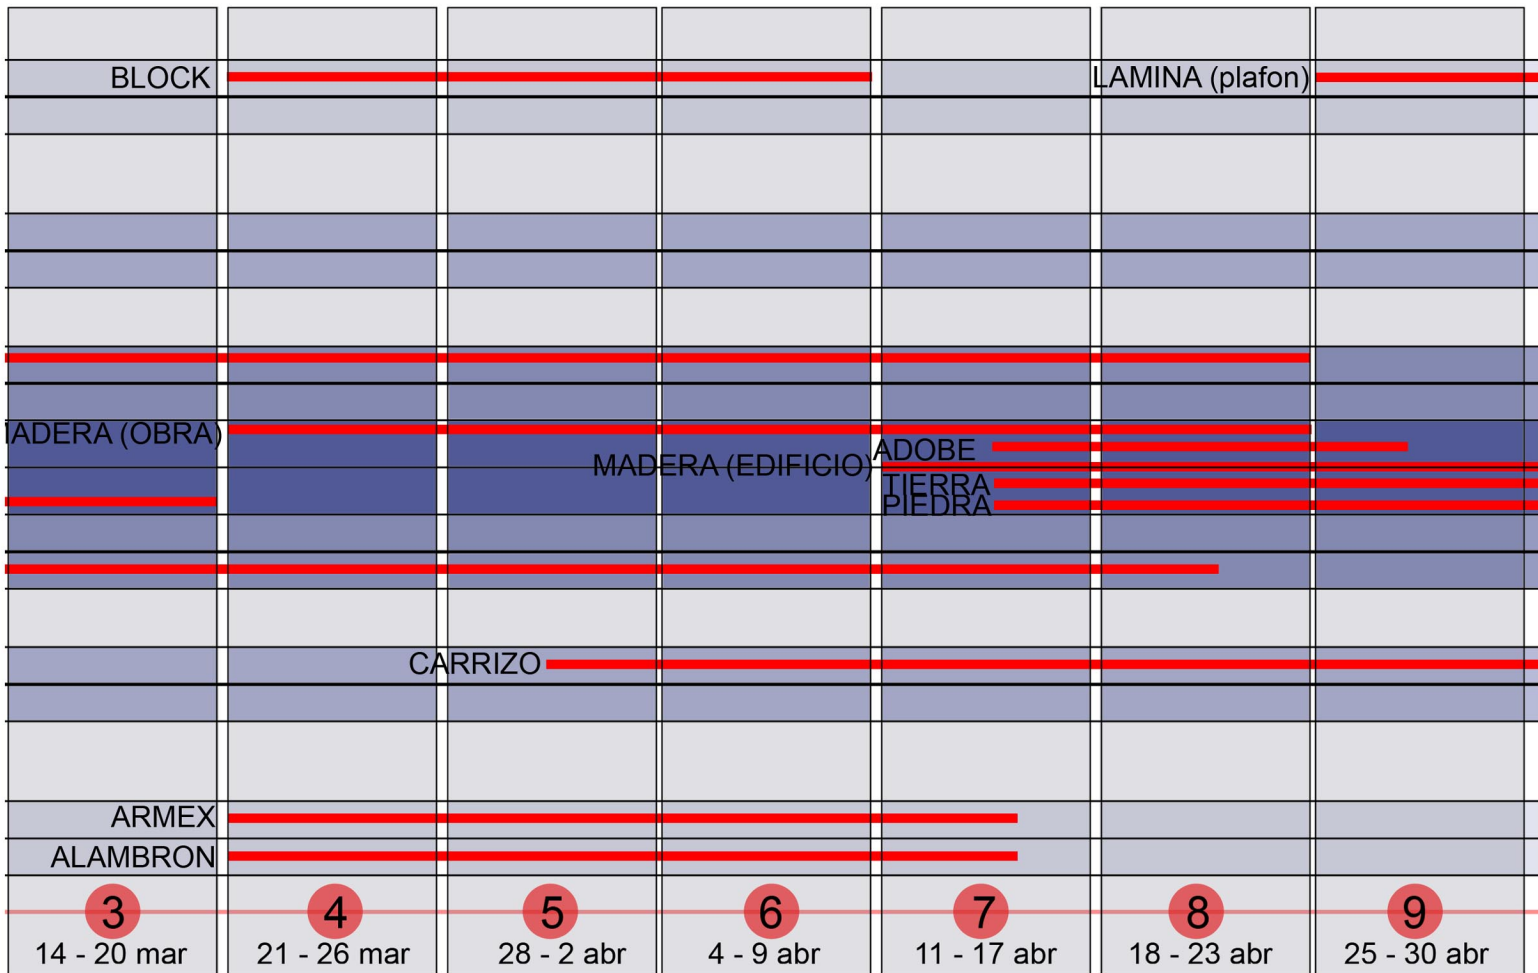 BLOCK
LAMINA (plafon)
MADERA (OBRA)
ADOBE
MADERA (EDIFICIO)
TIERRA
PIEDRA
CARRIZO
ARMEX
ALAMBRON
3 4 5 6 7 8 9
14 - 20 mar 21 - 26 mar 28 - 2 abr 4 - 9 abr 11 - 17 abr 18 - 23 abr 25 - 30 abr